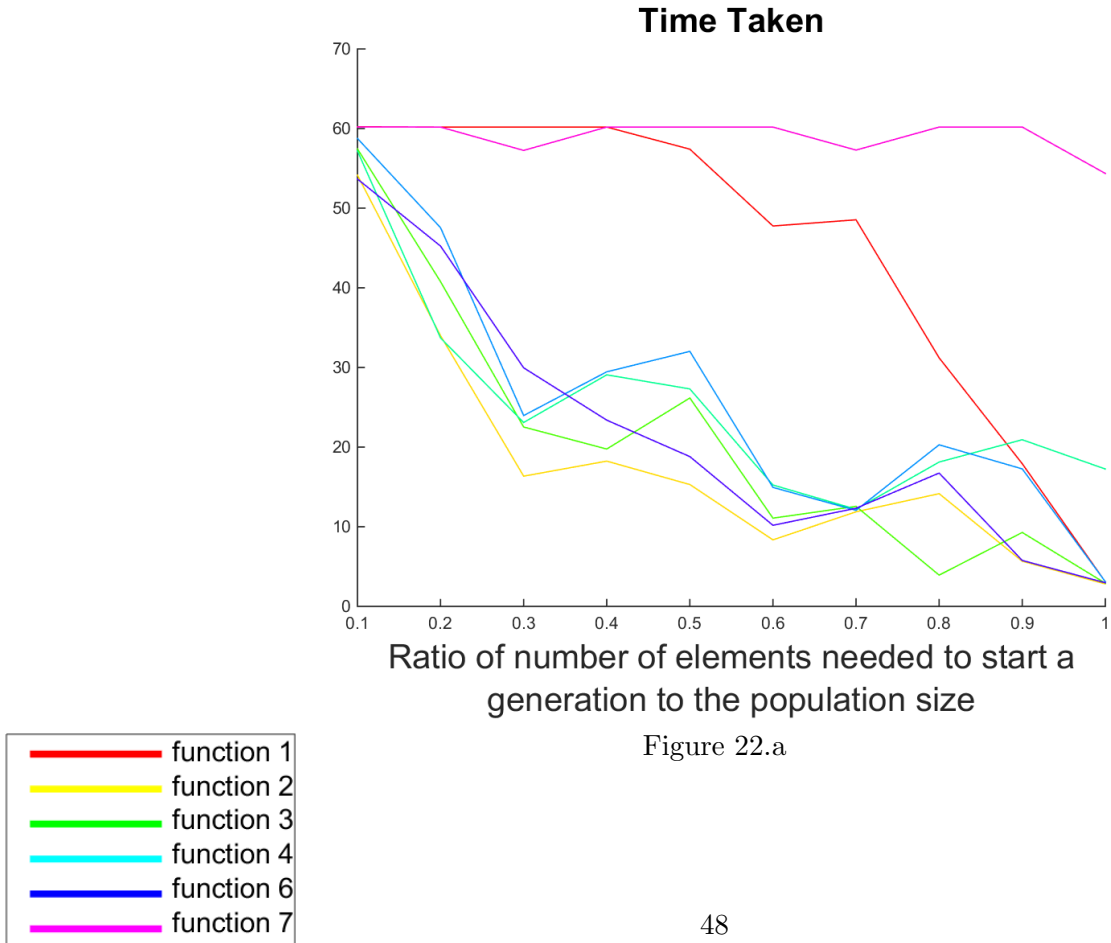 Time Taken
70
60
50
40
30
20
10
0
0.1 0.2 0.3 0.4 0.5 0.6 0.7 0.8 0.9 1
Ratio of number of elements needed to start a
generation to the population size
Figure 22.a
function 1
function 2
function 3
function 4
function 6
function 7
48